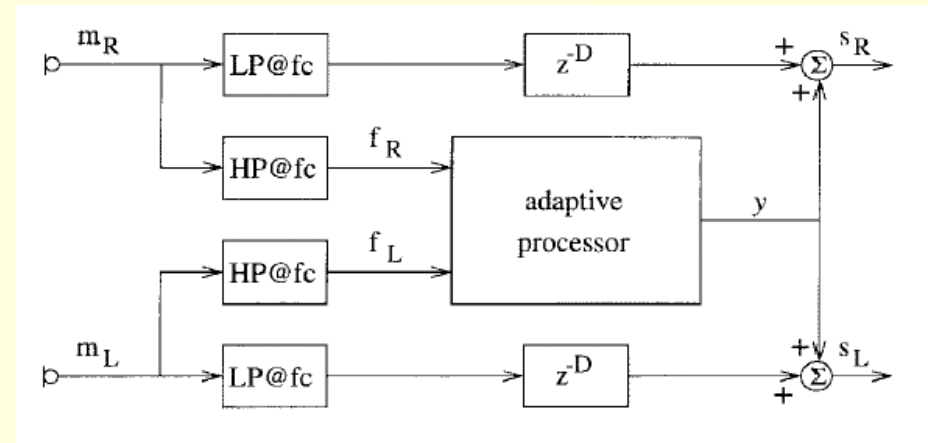 m_R
LP@fc
z^-D
+
s_R
Σ
+
HP@fc
f_R
adaptive
processor
y
HP@fc
f_L
m_L
LP@fc
z^-D
+
s_L
Σ
+